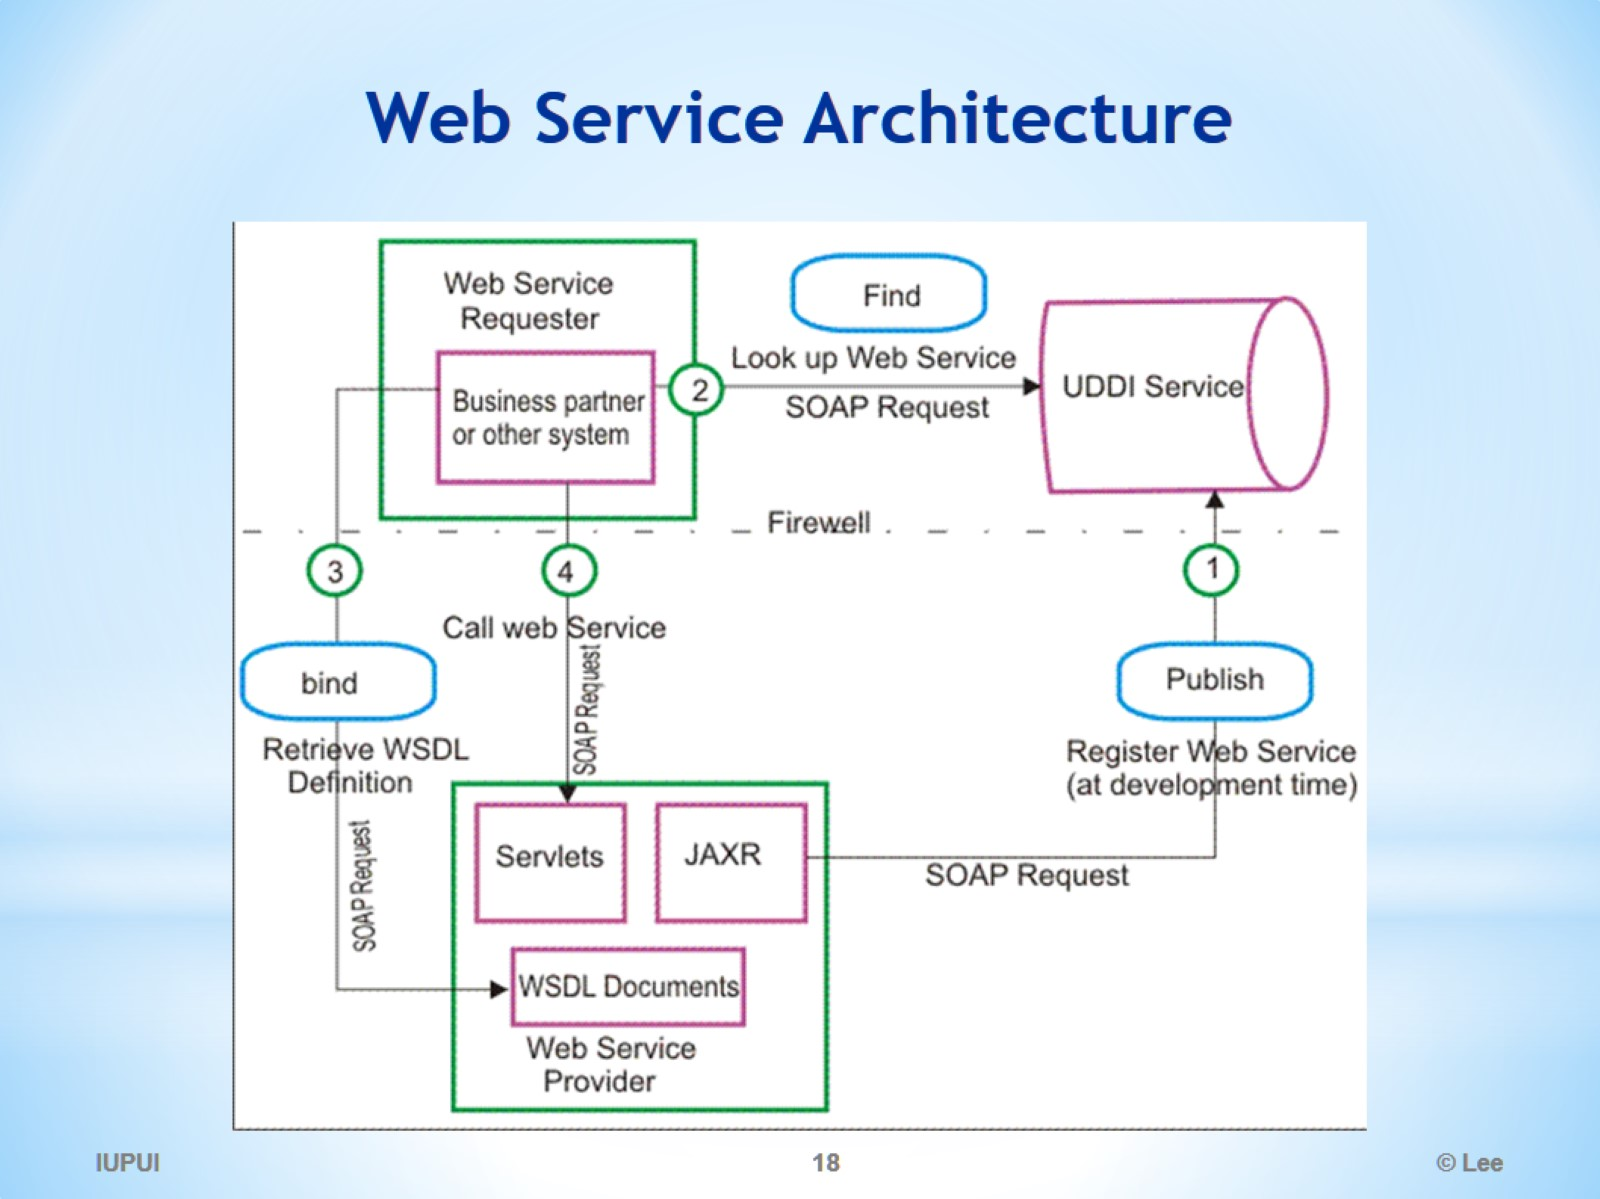 Web Service Architecture
Web Service
Requester
Business partner
or other system
2
Find
Look up Web Service
SOAP Request
UDDI Service
Firewell
3
4
1
Call web Service
SOAP Request
bind
Retrieve WSDL
Definition
SOAP Request
Publish
Register Web Service
(at development time)
SOAP Request
Servlets
JAXR
WSDL Documents
Web Service
Provider
IUPUI
18
© Lee